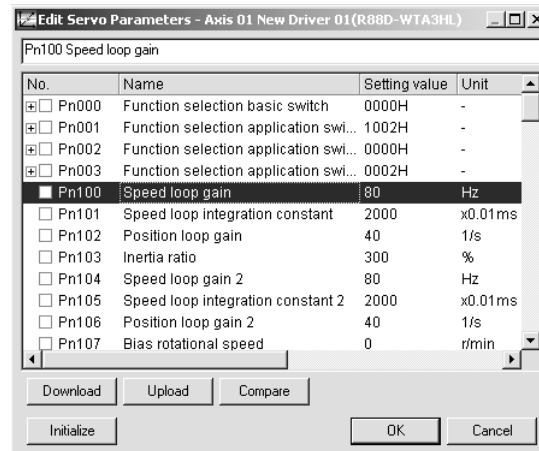 Edit Servo Parameters - Axis 01 New Driver 01(R88D-WTA3HL)
Pn100 Speed loop gain
No. Name Setting value Unit
Pn000 Function selection basic switch 0000H -
Pn001 Function selection application swi... 1002H -
Pn002 Function selection application swi... 0000H -
Pn003 Function selection application swi... 0002H -
Pn100 Speed loop gain 80 Hz
Pn101 Speed loop integration constant 2000 x0.01ms
Pn102 Position loop gain 40 1/s
Pn103 Inertia ratio 300 %
Pn104 Speed loop gain 2 80 Hz
Pn105 Speed loop integration constant 2 2000 x0.01ms
Pn106 Position loop gain 2 40 1/s
Pn107 Bias rotational speed 0 r/min
Download Upload Compare
Initialize OK Cancel